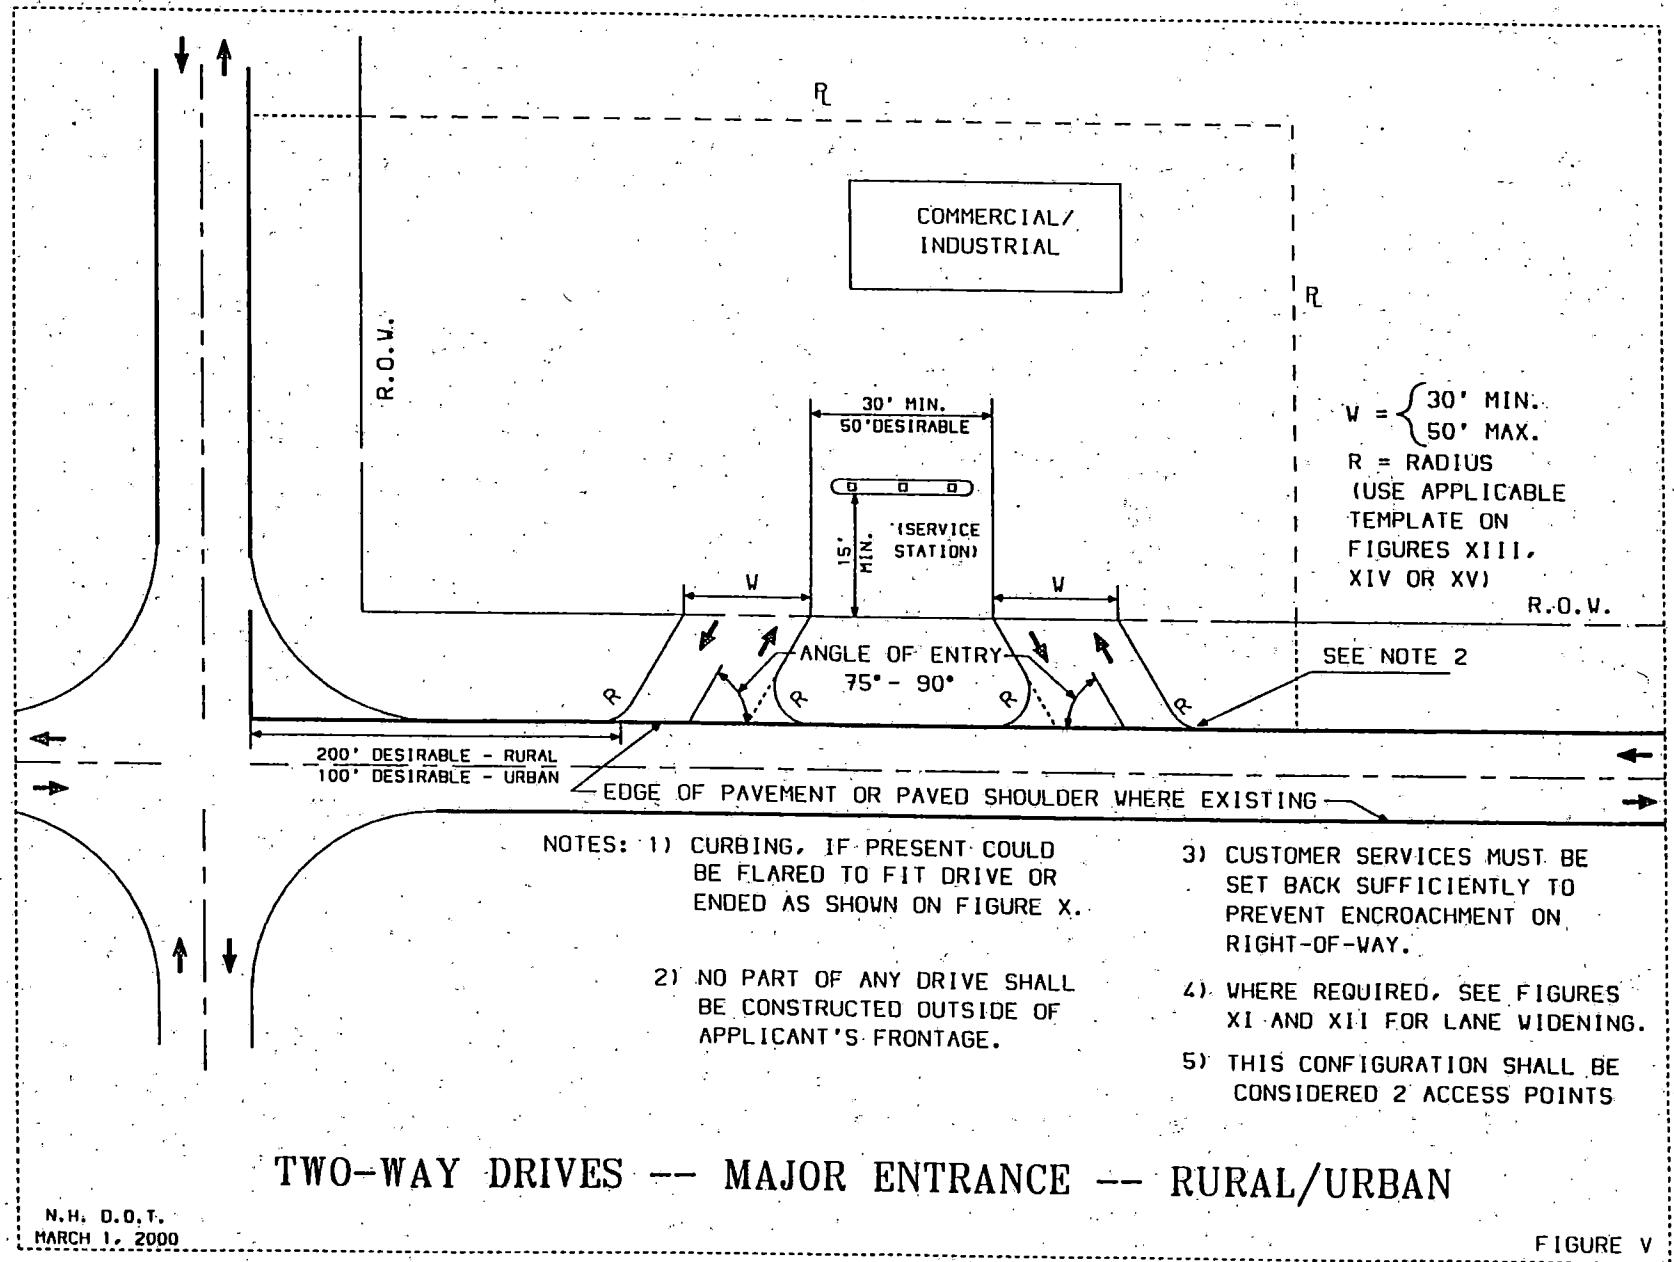 PL
COMMERCIAL/
INDUSTRIAL
PL
R.O.W.
30' MIN.
50' DESIRABLE
W = { 30' MIN.
50' MAX.
R = RADIUS
(USE APPLICABLE
TEMPLATE ON
FIGURES XIII,
XIV OR XV)
15'
MIN.
(SERVICE
STATION)
W
W
R.O.W.
ANGLE OF ENTRY
75° - 90°
SEE NOTE 2
R
R
R
R
200' DESIRABLE - RURAL
100' DESIRABLE - URBAN
EDGE OF PAVEMENT OR PAVED SHOULDER WHERE EXISTING
NOTES: 1) CURBING, IF PRESENT COULD
BE FLARED TO FIT DRIVE OR
ENDED AS SHOWN ON FIGURE X.
2) NO PART OF ANY DRIVE SHALL
BE CONSTRUCTED OUTSIDE OF
APPLICANT'S FRONTAGE.
3) CUSTOMER SERVICES MUST BE
SET BACK SUFFICIENTLY TO
PREVENT ENCROACHMENT ON
RIGHT-OF-WAY.
4) WHERE REQUIRED, SEE FIGURES
XI AND XII FOR LANE WIDENING.
5) THIS CONFIGURATION SHALL BE
CONSIDERED 2 ACCESS POINTS
TWO-WAY DRIVES -- MAJOR ENTRANCE -- RURAL/URBAN
N.H. D.O.T.
MARCH 1, 2000
FIGURE V